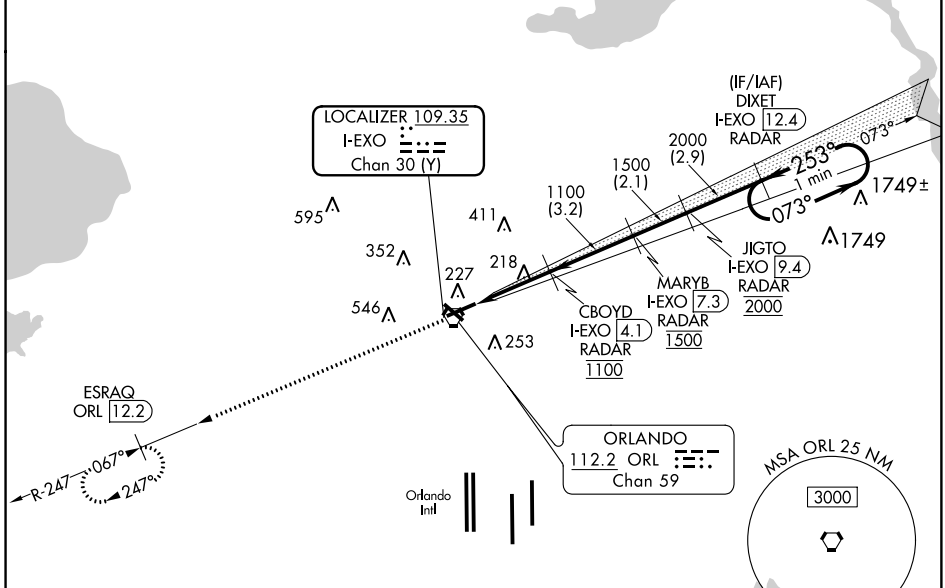 LOCALIZER 109.35
I-EXO
Chan 30 (Y)
(IF/IAF)
DIXET
I-EXO 12.4
RADAR
073°
253°
1 min
073°
2000
(2.9)
1500
(2.1)
1100
(3.2)
1749±
1749
595
411
352
218
227
546
253
JIGTO
I-EXO 9.4
RADAR
2000
MARYB
I-EXO 7.3
RADAR
1500
CBOYD
I-EXO 4.1
RADAR
1100
ESRAQ
ORL 12.2
R-247
067°
247°
ORLANDO
112.2 ORL
Chan 59
Orlando
Intl
MSA ORL 25 NM
3000